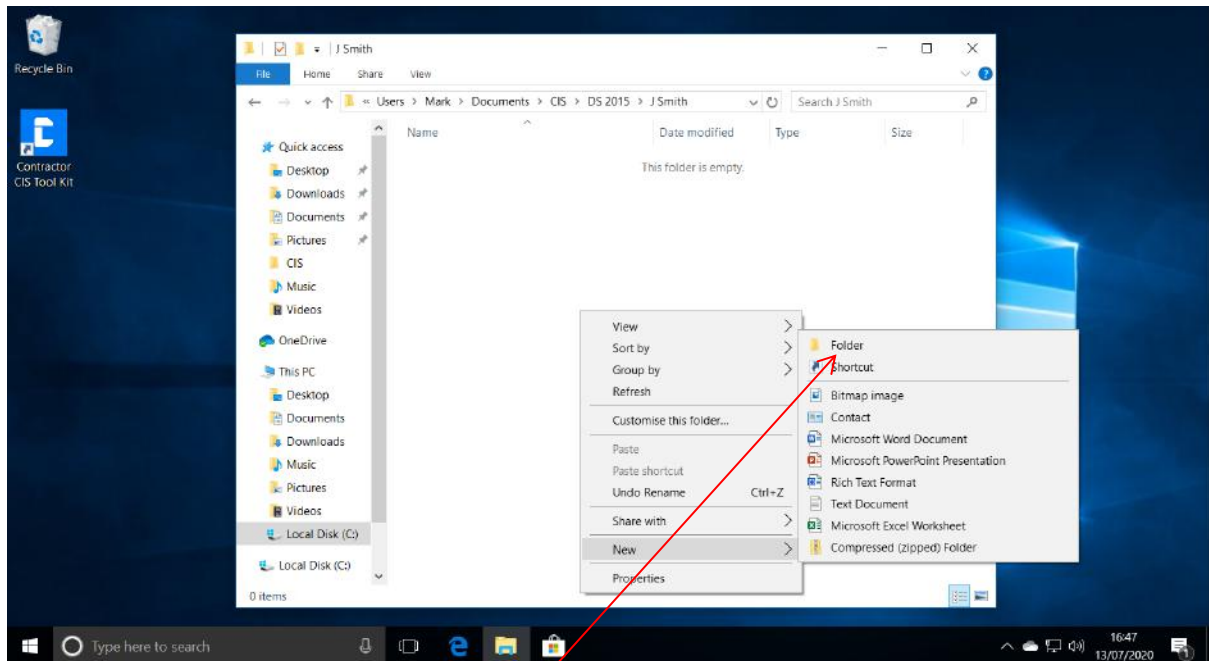 Recycle Bin
Contractor
CIS Tool Kit
J Smith
File Home Share View
« Users > Mark > Documents > CIS > DS 2015 > J Smith
Search J Smith
Name Date modified Type Size
This folder is empty.
Quick access
Desktop
Downloads
Documents
Pictures
CIS
Music
Videos
OneDrive
This PC
Desktop
Documents
Downloads
Music
Pictures
Videos
Local Disk (C:)
Local Disk (C:)
0 items
View
Sort by
Group by
Refresh
Customise this folder...
Paste
Paste shortcut
Undo Rename Ctrl+Z
Share with
New
Properties
Folder
Shortcut
Bitmap image
Contact
Microsoft Word Document
Microsoft PowerPoint Presentation
Rich Text Format
Text Document
Microsoft Excel Worksheet
Compressed (zipped) Folder
Type here to search
16:47
13/07/2020
1